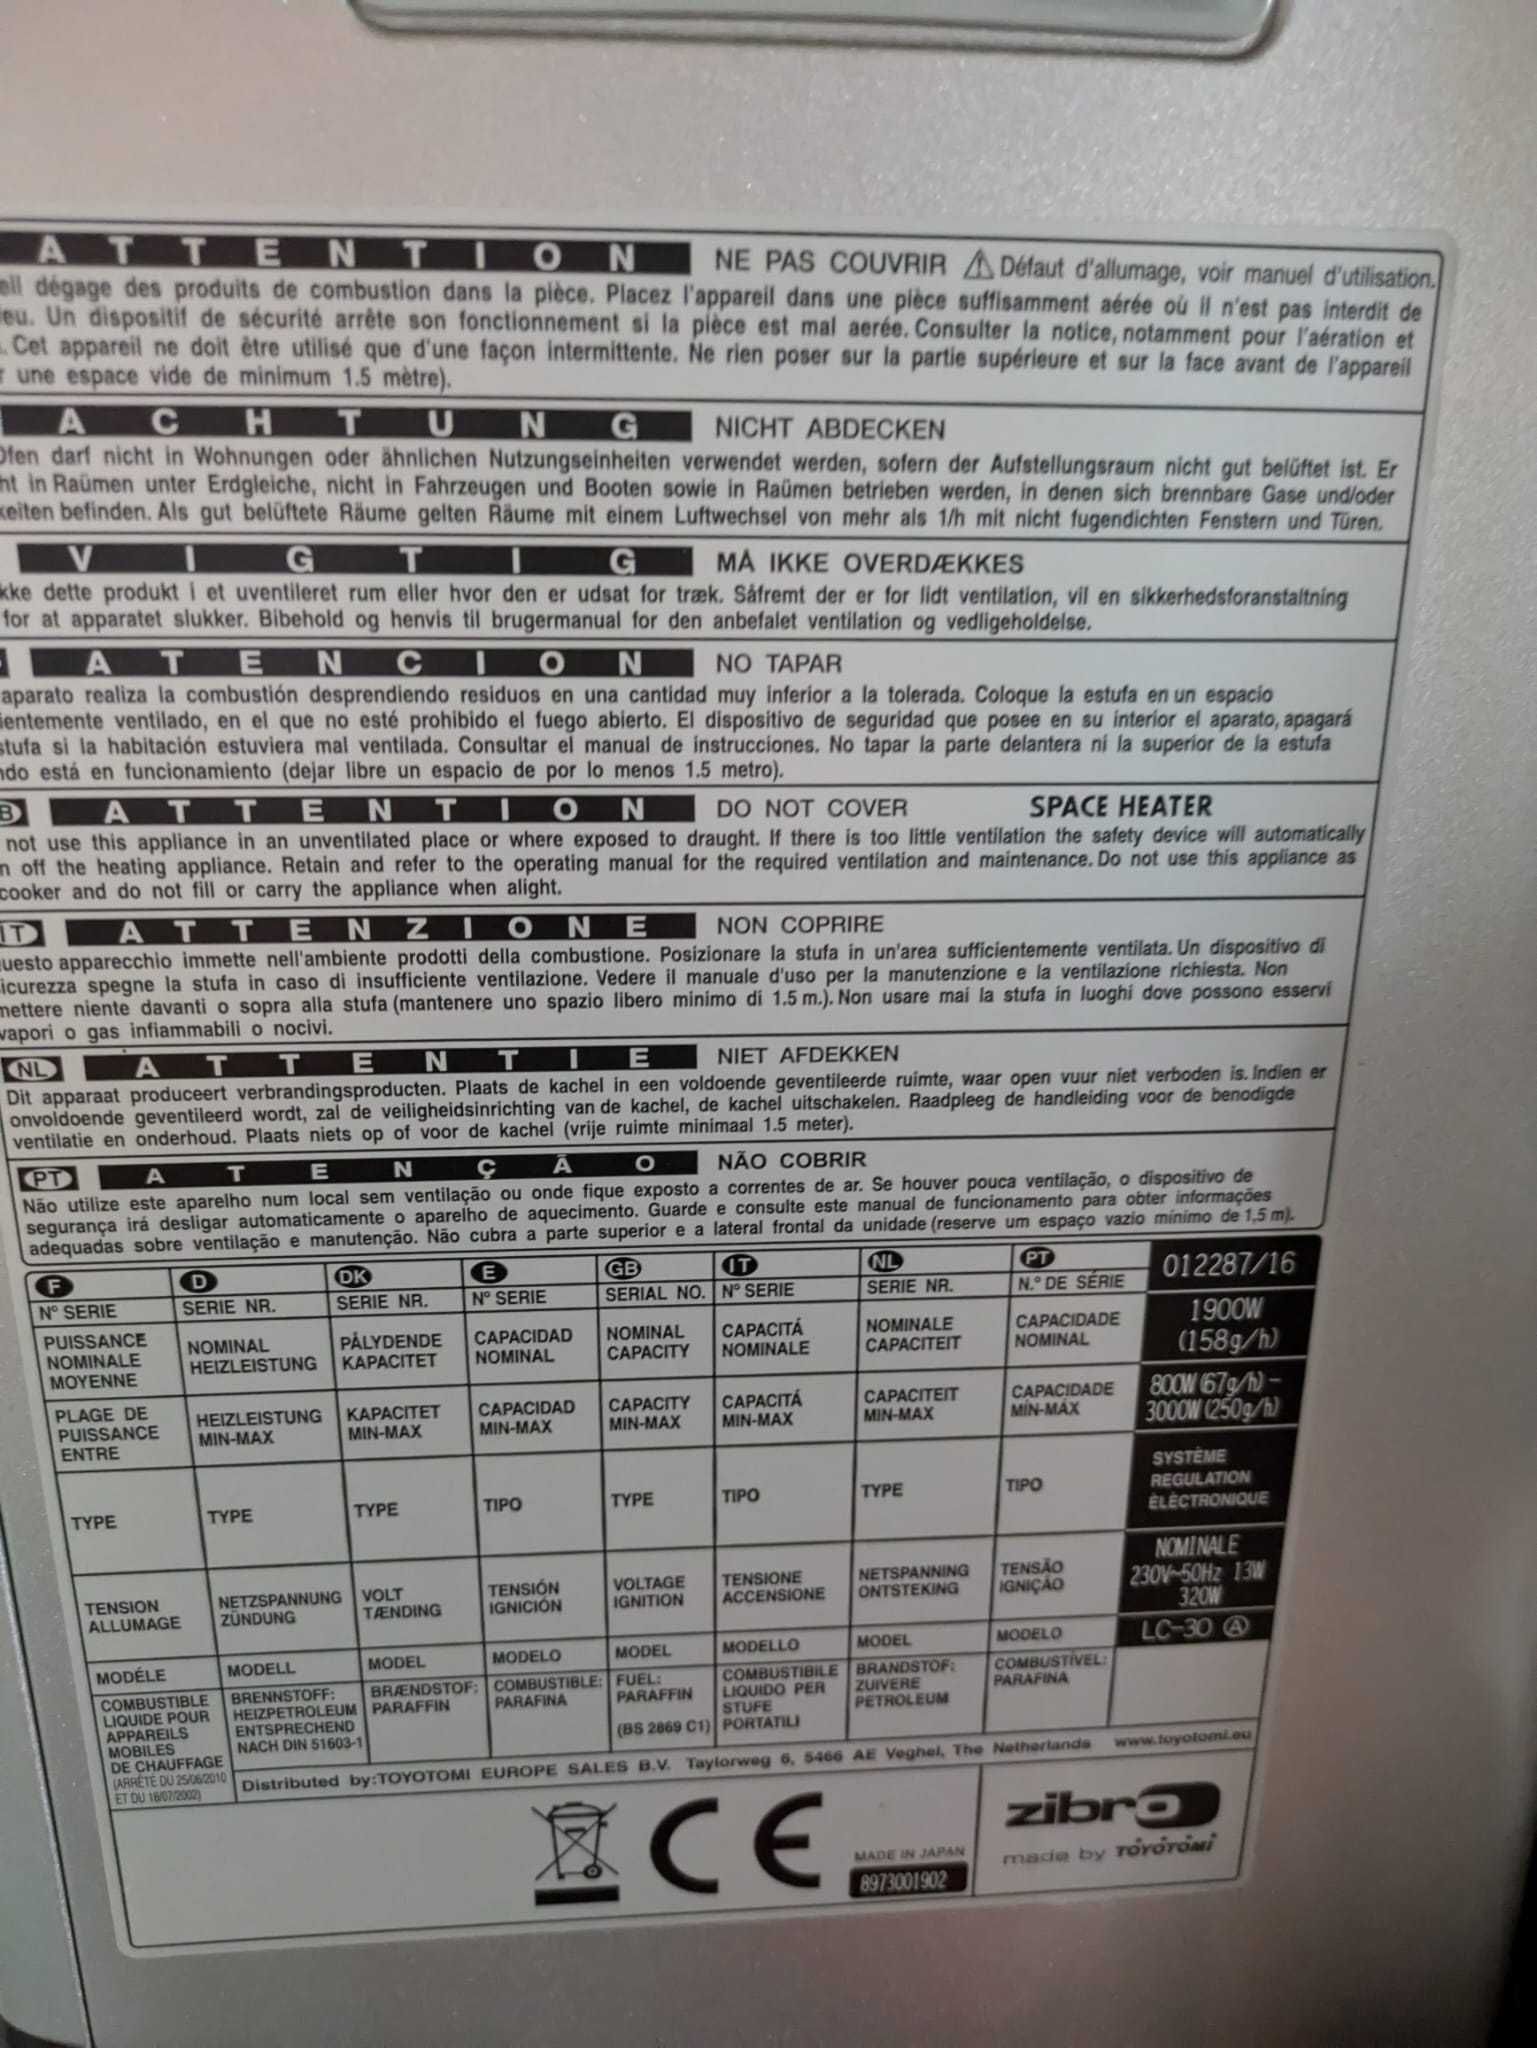 ATTENTION NE PAS COUVRIR ⚠ Défaut d'allumage, voir manuel d'utilisation.
dégage des produits de combustion dans la pièce. Placez l'appareil dans une pièce suffisamment aérée où il n'est pas interdit de
Un dispositif de sécurité arrête son fonctionnement si la pièce est mal aerée. Consulter la notice, notamment pour l'aération et
. Cet appareil ne doit être utilisé que d'une façon intermittente. Ne rien poser sur la partie supérieure et sur la face avant de l'appareil
une espace vide de minimum 1.5 mètre).
ACHTUNG NICHT ABDECKEN
Ofen darf nicht in Wohnungen oder ähnlichen Nutzungseinheiten verwendet werden, sofern der Aufstellungsraum nicht gut belüftet ist. Er
in Raümen unter Erdgleiche, nicht in Fahrzeugen und Booten sowie in Raümen betrieben werden, in denen sich brennbare Gase und/oder
befinden. Als gut belüftete Räume gelten Räume mit einem Luftwechsel von mehr als 1/h mit nicht fugendichten Fenstern und Türen.
VIGTIG MÅ IKKE OVERDÆKKES
dette produkt i et uventileret rum eller hvor den er udsat for træk. Såfremt der er for lidt ventilation, vil en sikkerhedsforanstaltning
for at apparatet slukker. Bibehold og henvis til brugermanual for den anbefalet ventilation og vedligeholdelse.
ATENCION NO TAPAR
aparato realiza la combustión desprendiendo residuos en una cantidad muy inferior a la tolerada. Coloque la estufa en un espacio
ventilado, en el que no esté prohibido el fuego abierto. El dispositivo de seguridad que posee en su interior el aparato, apagará
si la habitación estuviera mal ventilada. Consultar el manual de instrucciones. No tapar la parte delantera ni la superior de la estufa
está en funcionamiento (dejar libre un espacio de por lo menos 1.5 metro).
ATTENTION DO NOT COVER SPACE HEATER
not use this appliance in an unventilated place or where exposed to draught. If there is too little ventilation the safety device will automatically
off the heating appliance. Retain and refer to the operating manual for the required ventilation and maintenance. Do not use this appliance as
cooker and do not fill or carry the appliance when alight.
IT ATTENZIONE NON COPRIRE
uesto apparecchio immette nell'ambiente prodotti della combustione. Posizionare la stufa in un'area sufficientemente ventilata. Un dispositivo di
icurezza spegne la stufa in caso di insufficiente ventilazione. Vedere il manuale d'uso per la manutenzione e la ventilazione richiesta. Non
mettere niente davanti o sopra alla stufa (mantenere uno spazio libero minimo di 1.5 m.). Non usare mai la stufa in luoghi dove possono esservi
vapori o gas infiammabili o nocivi.
NL ATTENTIE NIET AFDEKKEN
Dit apparaat produceert verbrandingsproducten. Plaats de kachel in een voldoende geventileerde ruimte, waar open vuur niet verboden is. Indien er
onvoldoende geventileerd wordt, zal de veiligheidsinrichting van de kachel, de kachel uitschakelen. Raadpleeg de handleiding voor de benodigde
ventilatie en onderhoud. Plaats niets op of voor de kachel (vrije ruimte minimaal 1.5 meter).
PT ATENÇÃO NÃO COBRIR
Não utilize este aparelho num local sem ventilação ou onde fique exposto a correntes de ar. Se houver pouca ventilação, o dispositivo de
segurança irá desligar automaticamente o aparelho de aquecimento. Guarde e consulte este manual de funcionamento para obter informações
adequadas sobre ventilação e manutenção. Não cubra a parte superior e a lateral frontal da unidade (reserve um espaço vazio mínimo de 1,5 m).
F D DK E GB IT NL PT 012287/16
Nº SERIE SERIE NR. SERIE NR. Nº SERIE SERIAL NO. Nº SERIE SERIE NR. N.º DE SÉRIE
PUISSANCE NOMINALE MOYENNE NOMINAL HEIZLEISTUNG PÅLYDENDE KAPACITET CAPACIDAD NOMINAL NOMINAL CAPACITY CAPACITÁ NOMINALE NOMINALE CAPACITEIT CAPACIDADE NOMINAL 1900W (158g/h)
PLAGE DE PUISSANCE ENTRE HEIZLEISTUNG MIN-MAX KAPACITET MIN-MAX CAPACIDAD MIN-MAX CAPACITY MIN-MAX CAPACITÁ MIN-MAX CAPACITEIT MIN-MAX CAPACIDADE MÍN-MÁX 800W (67g/h) – 3000W (250g/h)
TYPE TYPE TYPE TIPO TYPE TIPO TYPE TIPO SYSTÈME REGULATION ÈLÈCTRONIQUE
TENSION ALLUMAGE NETZSPANNUNG ZÜNDUNG VOLT TÆNDING TENSIÓN IGNICIÓN VOLTAGE IGNITION TENSIONE ACCENSIONE NETSPANNING ONTSTEKING TENSÃO IGNIÇÃO NOMINALE 230V~50Hz 13W 320W
MODÉLE MODELL MODEL MODELO MODEL MODELLO MODEL MODELO LC-30 A
COMBUSTIBLE LIQUIDE POUR APPAREILS MOBILES DE CHAUFFAGE (ARRÊTÉ DU 25/06/2010 ET DU 18/07/2002) BRENNSTOFF: HEIZPETROLEUM ENTSPRECHEND NACH DIN 51603-1 BRÆNDSTOF: PARAFFIN COMBUSTIBLE: PARAFINA FUEL: PARAFFIN (BS 2869 C1) COMBUSTIBILE LIQUIDO PER STUFE PORTATILI BRANDSTOF: ZUIVERE PETROLEUM COMBUSTÍVEL: PARAFINA
Distributed by:TOYOTOMI EUROPE SALES B.V. Taylorweg 6, 5466 AE Veghel, The Netherlands www.toyotomi.eu
CE
MADE IN JAPAN
8973001902
zibro
made by TOYOTOMI